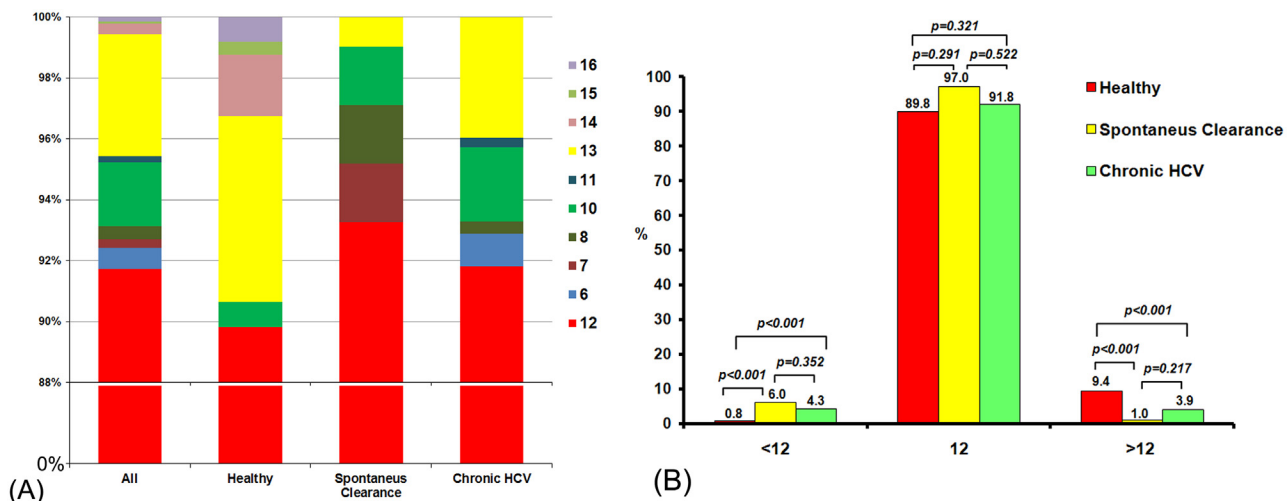 100%
98%
96%
94%
92%
90%
88%
0%
All
Healthy
Spontaneus
Clearance
Chronic HCV
16
15
14
13
11
10
8
7
6
12
(A)
p=0.321
p=0.291
p=0.522
100
90
80
70
60
50
40
30
20
10
0
%
89.8
97.0
91.8
Healthy
Spontaneus Clearance
Chronic HCV
p<0.001
p=0.352
p<0.001
0.8
6.0
4.3
p<0.001
p<0.001
p=0.217
9.4
1.0
3.9
<12
12
>12
(B)